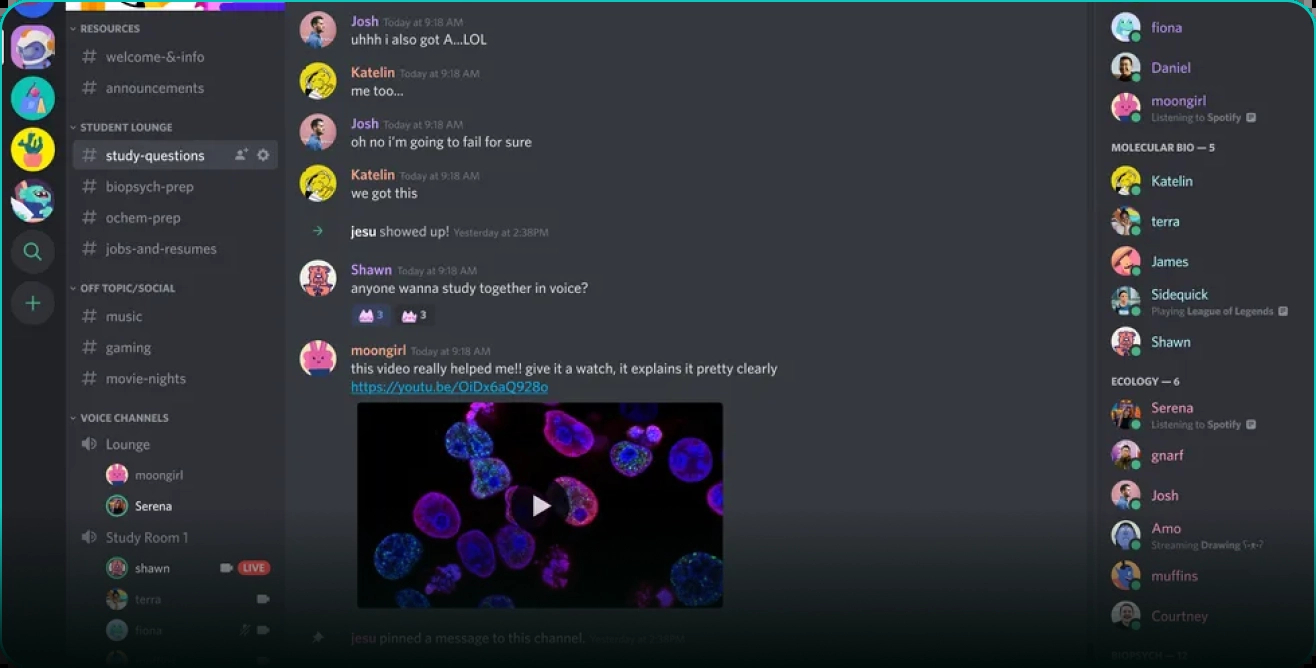 RESOURCES
# welcome-&-info
# announcements
STUDENT LOUNGE
# study-questions
# biopsych-prep
# ochem-prep
# jobs-and-resumes
OFF TOPIC/SOCIAL
# music
# gaming
# movie-nights
VOICE CHANNELS
Lounge
moongirl
Serena
Study Room 1
shawn LIVE
terra
fiona
Josh Today at 9:18 AM
uhhh i also got A...LOL
Katelin Today at 9:18 AM
me too...
Josh Today at 9:18 AM
oh no i'm going to fail for sure
Katelin Today at 9:18 AM
we got this
jesu showed up! Yesterday at 2:38PM
Shawn Today at 9:18 AM
anyone wanna study together in voice?
3 3
moongirl Today at 9:18 AM
this video really helped me!! give it a watch, it explains it pretty clearly
https://youtu.be/OiDx6aQ928o
jesu pinned a message to this channel. Yesterday at 2:38PM
fiona
Daniel
moongirl
Listening to Spotify
MOLECULAR BIO — 5
Katelin
terra
James
Sidequick
Playing League of Legends
Shawn
ECOLOGY — 6
Serena
Listening to Spotify
gnarf
Josh
Amo
Streaming Drawing
muffins
Courtney
BIOPSYCH — 12